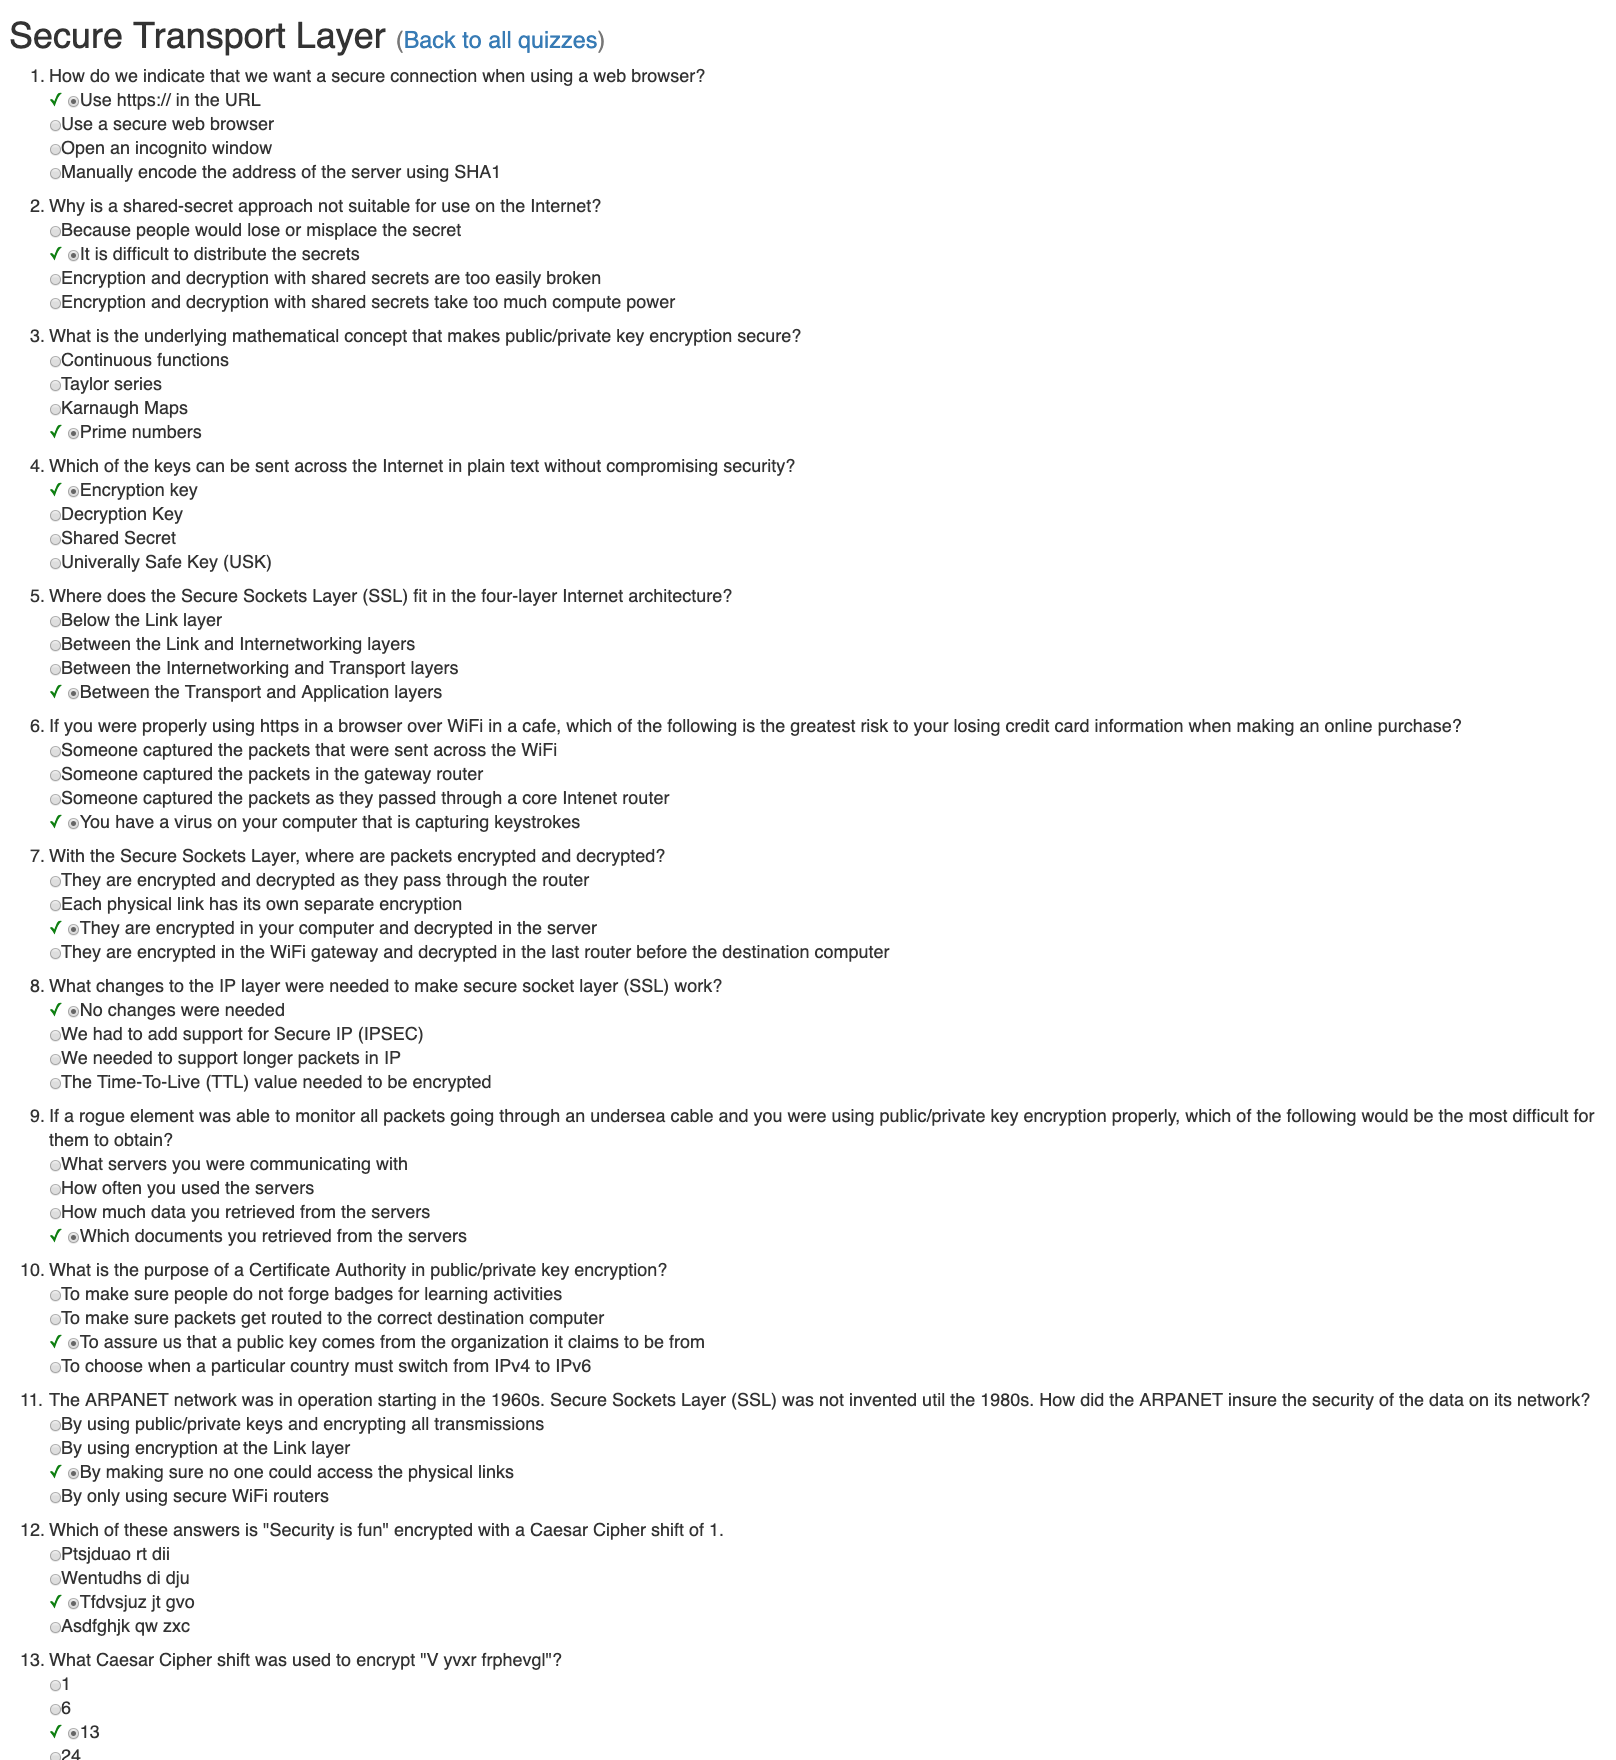 Secure Transport Layer (Back to all quizzes)
1. How do we indicate that we want a secure connection when using a web browser?
✓ Use https:// in the URL
Use a secure web browser
Open an incognito window
Manually encode the address of the server using SHA1
2. Why is a shared-secret approach not suitable for use on the Internet?
Because people would lose or misplace the secret
✓ It is difficult to distribute the secrets
Encryption and decryption with shared secrets are too easily broken
Encryption and decryption with shared secrets take too much compute power
3. What is the underlying mathematical concept that makes public/private key encryption secure?
Continuous functions
Taylor series
Karnaugh Maps
✓ Prime numbers
4. Which of the keys can be sent across the Internet in plain text without compromising security?
✓ Encryption key
Decryption Key
Shared Secret
Univerally Safe Key (USK)
5. Where does the Secure Sockets Layer (SSL) fit in the four-layer Internet architecture?
Below the Link layer
Between the Link and Internetworking layers
Between the Internetworking and Transport layers
✓ Between the Transport and Application layers
6. If you were properly using https in a browser over WiFi in a cafe, which of the following is the greatest risk to your losing credit card information when making an online purchase?
Someone captured the packets that were sent across the WiFi
Someone captured the packets in the gateway router
Someone captured the packets as they passed through a core Intenet router
✓ You have a virus on your computer that is capturing keystrokes
7. With the Secure Sockets Layer, where are packets encrypted and decrypted?
They are encrypted and decrypted as they pass through the router
Each physical link has its own separate encryption
✓ They are encrypted in your computer and decrypted in the server
They are encrypted in the WiFi gateway and decrypted in the last router before the destination computer
8. What changes to the IP layer were needed to make secure socket layer (SSL) work?
✓ No changes were needed
We had to add support for Secure IP (IPSEC)
We needed to support longer packets in IP
The Time-To-Live (TTL) value needed to be encrypted
9. If a rogue element was able to monitor all packets going through an undersea cable and you were using public/private key encryption properly, which of the following would be the most difficult for
them to obtain?
What servers you were communicating with
How often you used the servers
How much data you retrieved from the servers
✓ Which documents you retrieved from the servers
10. What is the purpose of a Certificate Authority in public/private key encryption?
To make sure people do not forge badges for learning activities
To make sure packets get routed to the correct destination computer
✓ To assure us that a public key comes from the organization it claims to be from
To choose when a particular country must switch from IPv4 to IPv6
11. The ARPANET network was in operation starting in the 1960s. Secure Sockets Layer (SSL) was not invented util the 1980s. How did the ARPANET insure the security of the data on its network?
By using public/private keys and encrypting all transmissions
By using encryption at the Link layer
✓ By making sure no one could access the physical links
By only using secure WiFi routers
12. Which of these answers is "Security is fun" encrypted with a Caesar Cipher shift of 1.
Ptsjduao rt dii
Wentudhs di dju
✓ Tfdvsjuz jt gvo
Asdfghjk qw zxc
13. What Caesar Cipher shift was used to encrypt "V yvxr frphevgl"?
1
6
✓ 13
24